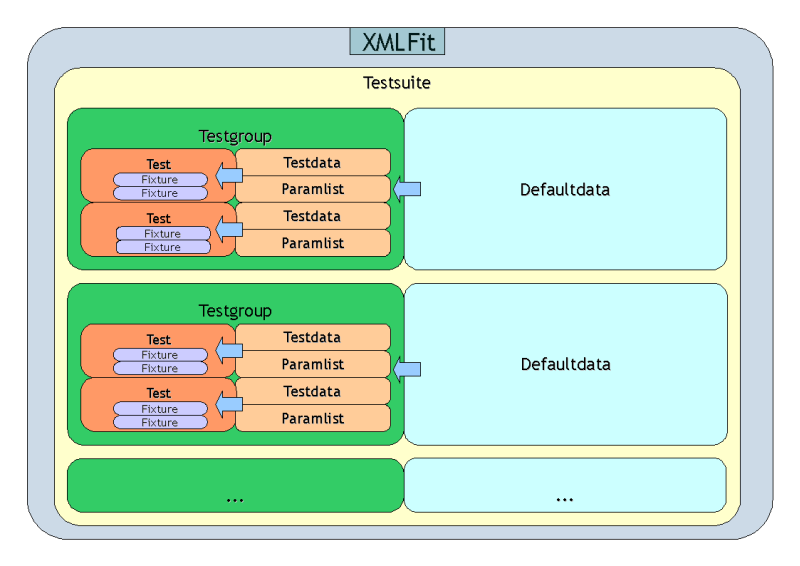 XMLFit
Testsuite
Testgroup
Test
Fixture
Fixture
Testdata
Paramlist
Test
Fixture
Fixture
Testdata
Paramlist
Defaultdata
Testgroup
Test
Fixture
Fixture
Testdata
Paramlist
Test
Fixture
Fixture
Testdata
Paramlist
Defaultdata
...
...